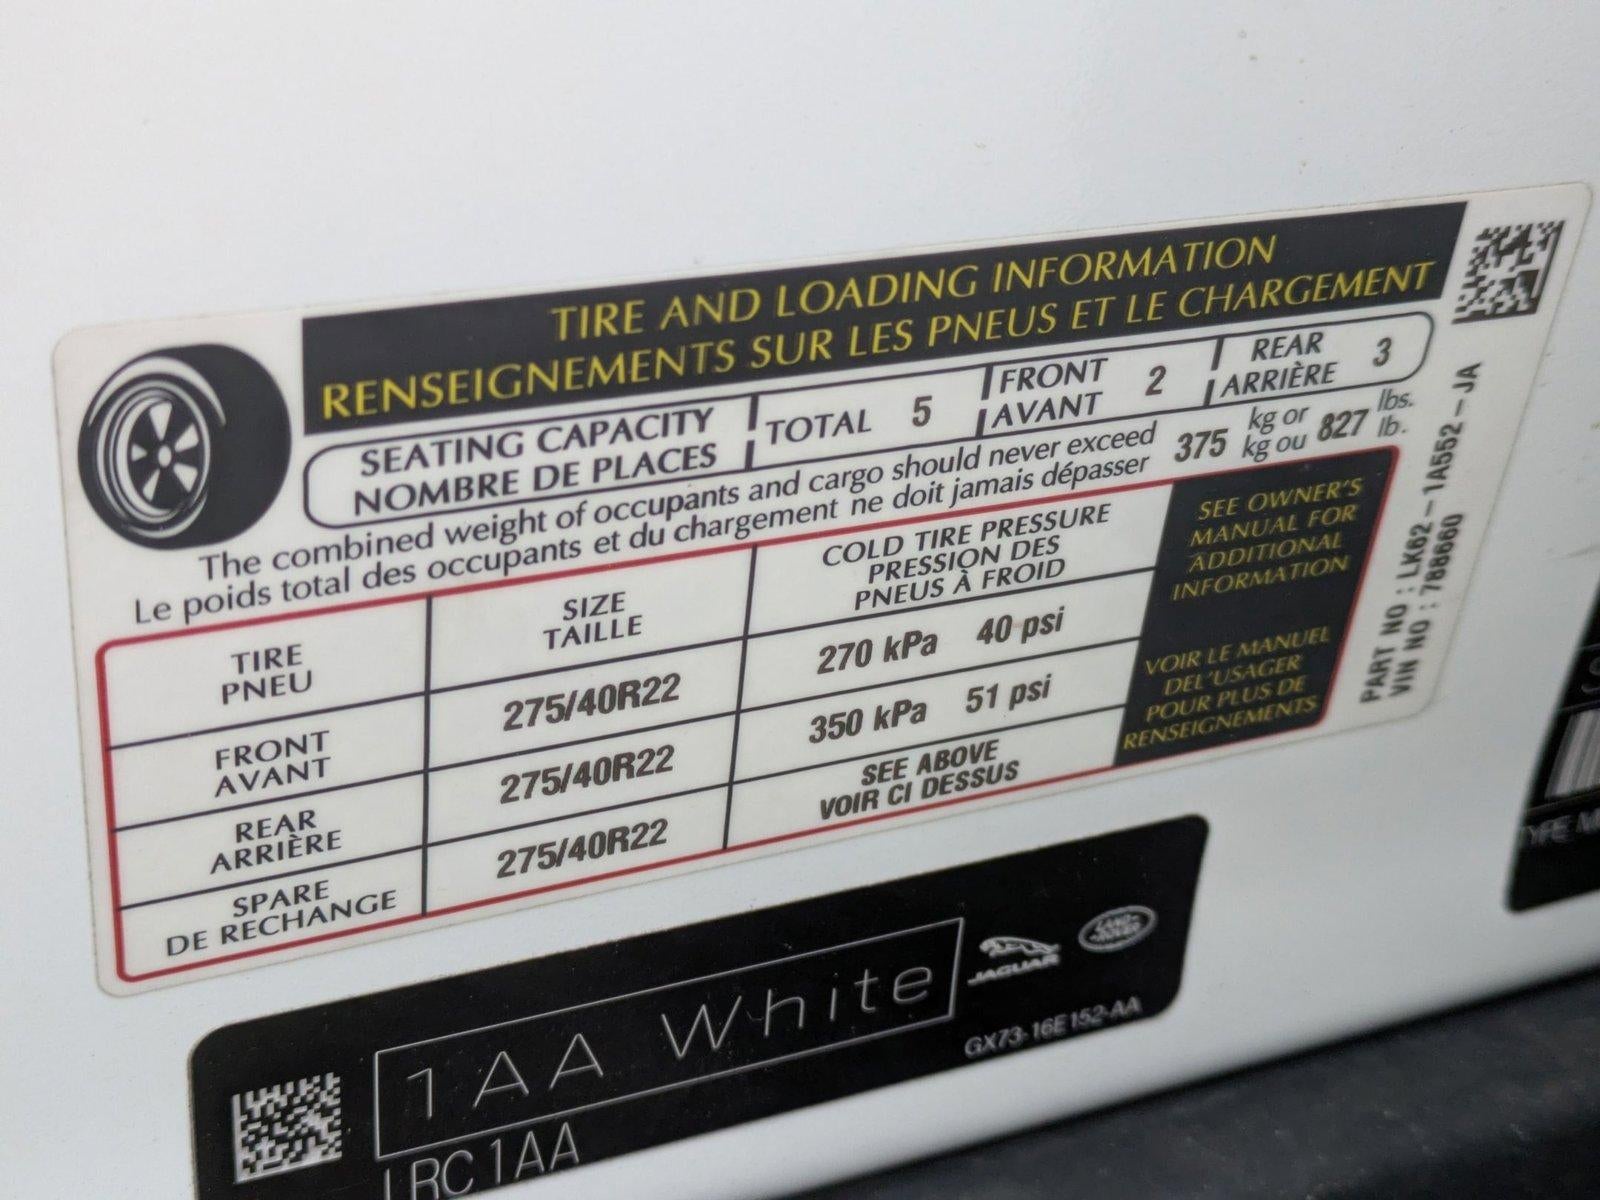 TIRE AND LOADING INFORMATION
RENSEIGNEMENTS SUR LES PNEUS ET LE CHARGEMENT
SEATING CAPACITY
NOMBRE DE PLACES
TOTAL 5
FRONT
AVANT
2
REAR
ARRIÈRE
3
The combined weight of occupants and cargo should never exceed
Le poids total des occupants et du chargement ne doit jamais dépasser
375
kg or
kg ou
827
lbs.
lb.
TIRE
PNEU
SIZE
TAILLE
COLD TIRE PRESSURE
PRESSION DES
PNEUS À FROID
FRONT
AVANT
275/40R22
270 kPa 40 psi
REAR
ARRIÈRE
275/40R22
350 kPa 51 psi
SPARE
DE RECHANGE
275/40R22
SEE ABOVE
VOIR CI DESSUS
SEE OWNER'S
MANUAL FOR
ADDITIONAL
INFORMATION
VOIR LE MANUEL
DEL'USAGER
POUR PLUS DE
RENSEIGNEMENTS
PART NO : LK62-1A552-JA
VIN NO : 788660
1AA White
JAGUAR
LAND-
ROVER
GX73-16E152-AA
LRC1AA